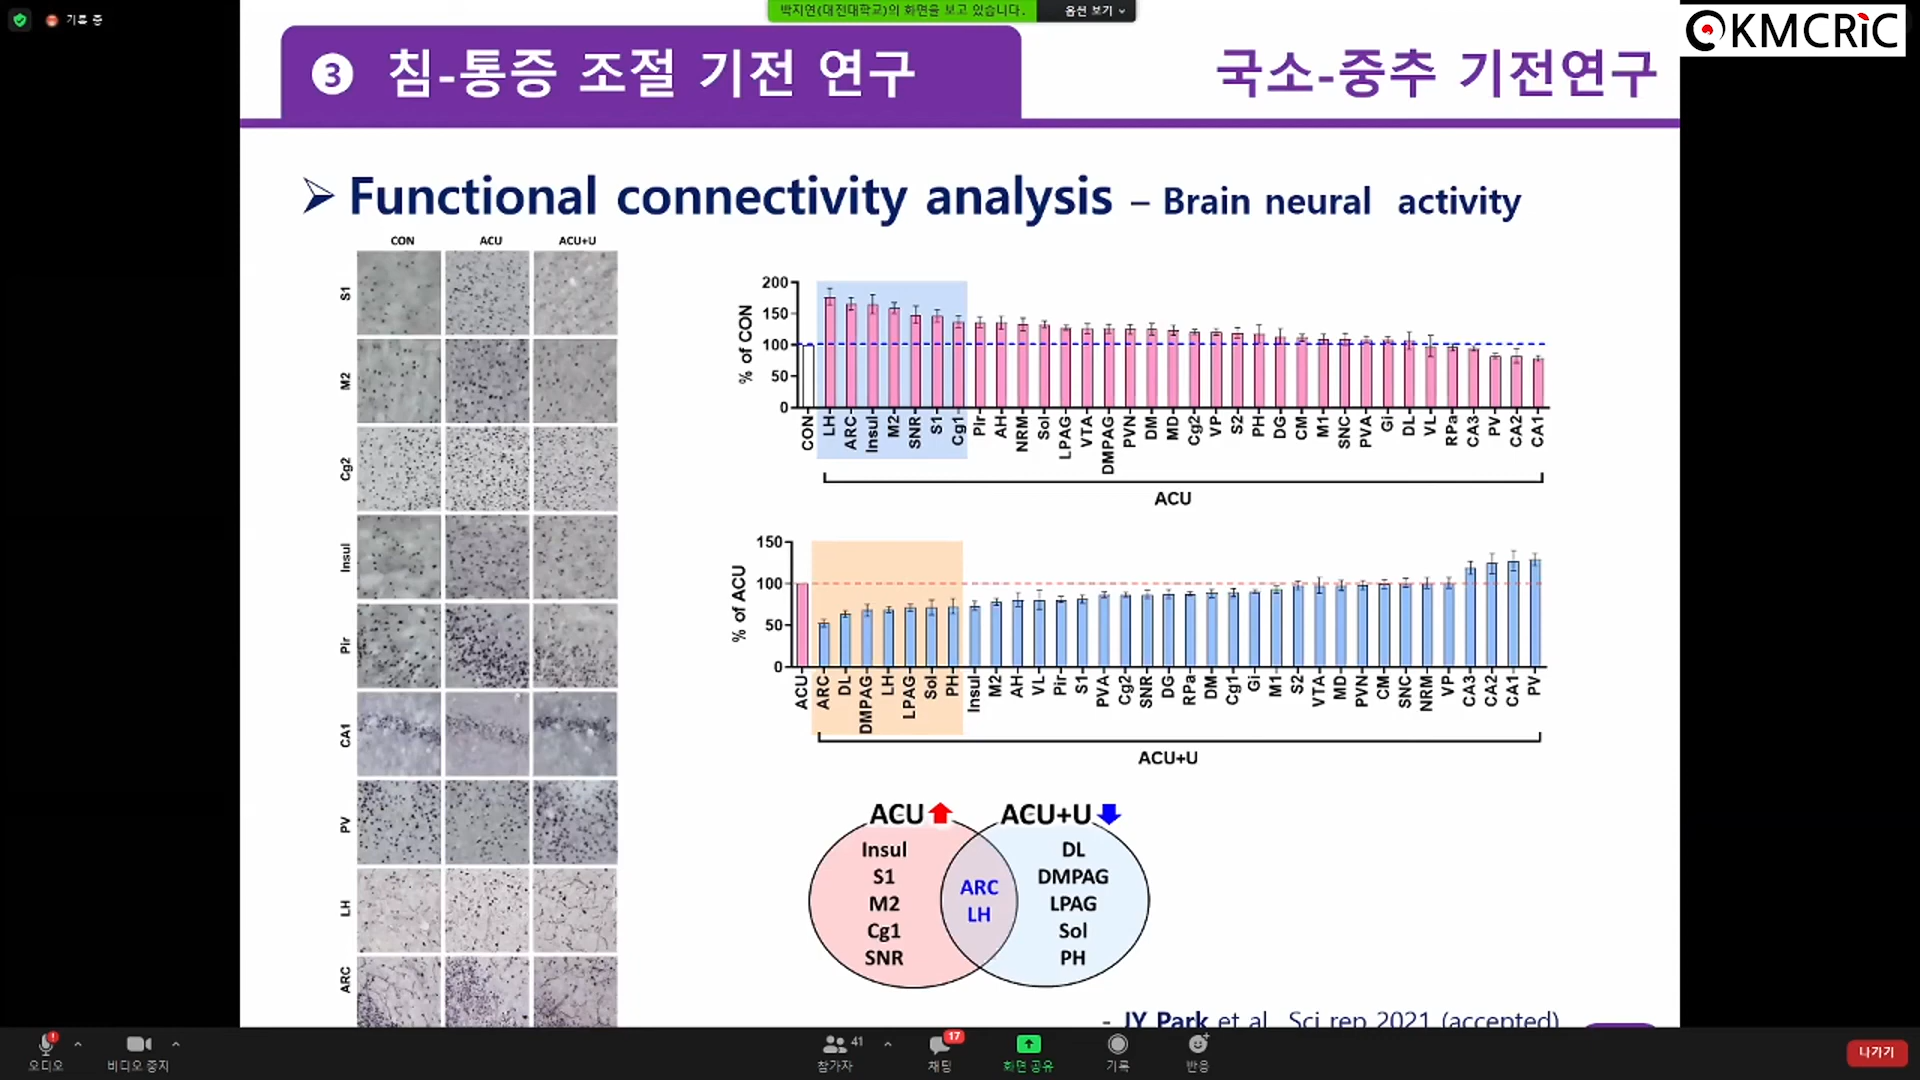 기록 중
박지연(대전대학교)의 화면을 보고 있습니다.
옵션 보기
KMCRiC
3 침-통증 조절 기전 연구
국소-중추 기전연구
Functional connectivity analysis – Brain neural activity
CON ACU ACU+U
S1
M2
Cg2
Insul
Pir
CA1
PV
LH
ARC
% of CON
200
150
100
50
0
CON LH ARC Insul M2 SNR S1 Cg1 Pir AH NRM Sol LPAG VTA DMPAG PVN DM MD Cg2 VP S2 PH DG CM M1 SNC PVA Gi DL VL RPa CA3 PV CA2 CA1
ACU
% of ACU
150
100
50
0
ACU ARC DL DMPAG LH LPAG Sol PH Insul M2 AH VL Pir S1 PVA Cg2 SNR DG RPa DM Cg1 Gi M1 S2 VTA MD PVN CM SNC NRM VP CA3 CA2 CA1 PV
ACU+U
ACU ACU+U
Insul
S1
M2
Cg1
SNR
ARC
LH
DL
DMPAG
LPAG
Sol
PH
- JY Park et al., Sci rep 2021 (accepted)
오디오
비디오 중지
41
참가자
17
채팅
화면 공유
기록
반응
나가기